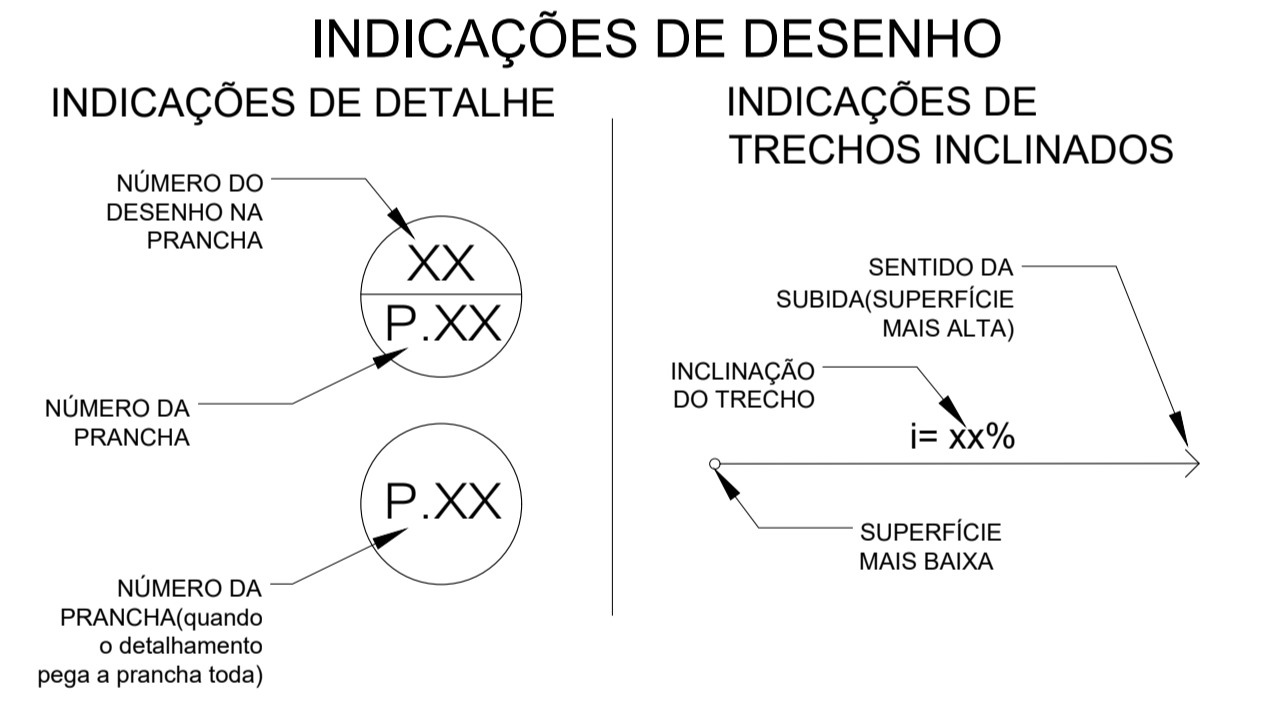 INDICAÇÕES DE DESENHO
INDICAÇÕES DE DETALHE
NÚMERO DO
DESENHO NA
PRANCHA
XX
P.XX
NÚMERO DA
PRANCHA
P.XX
NÚMERO DA
PRANCHA(quando
o detalhamento
pega a prancha toda)
INDICAÇÕES DE
TRECHOS INCLINADOS
SENTIDO DA
SUBIDA(SUPERFÍCIE
MAIS ALTA)
INCLINAÇÃO
DO TRECHO
i= xx%
SUPERFÍCIE
MAIS BAIXA